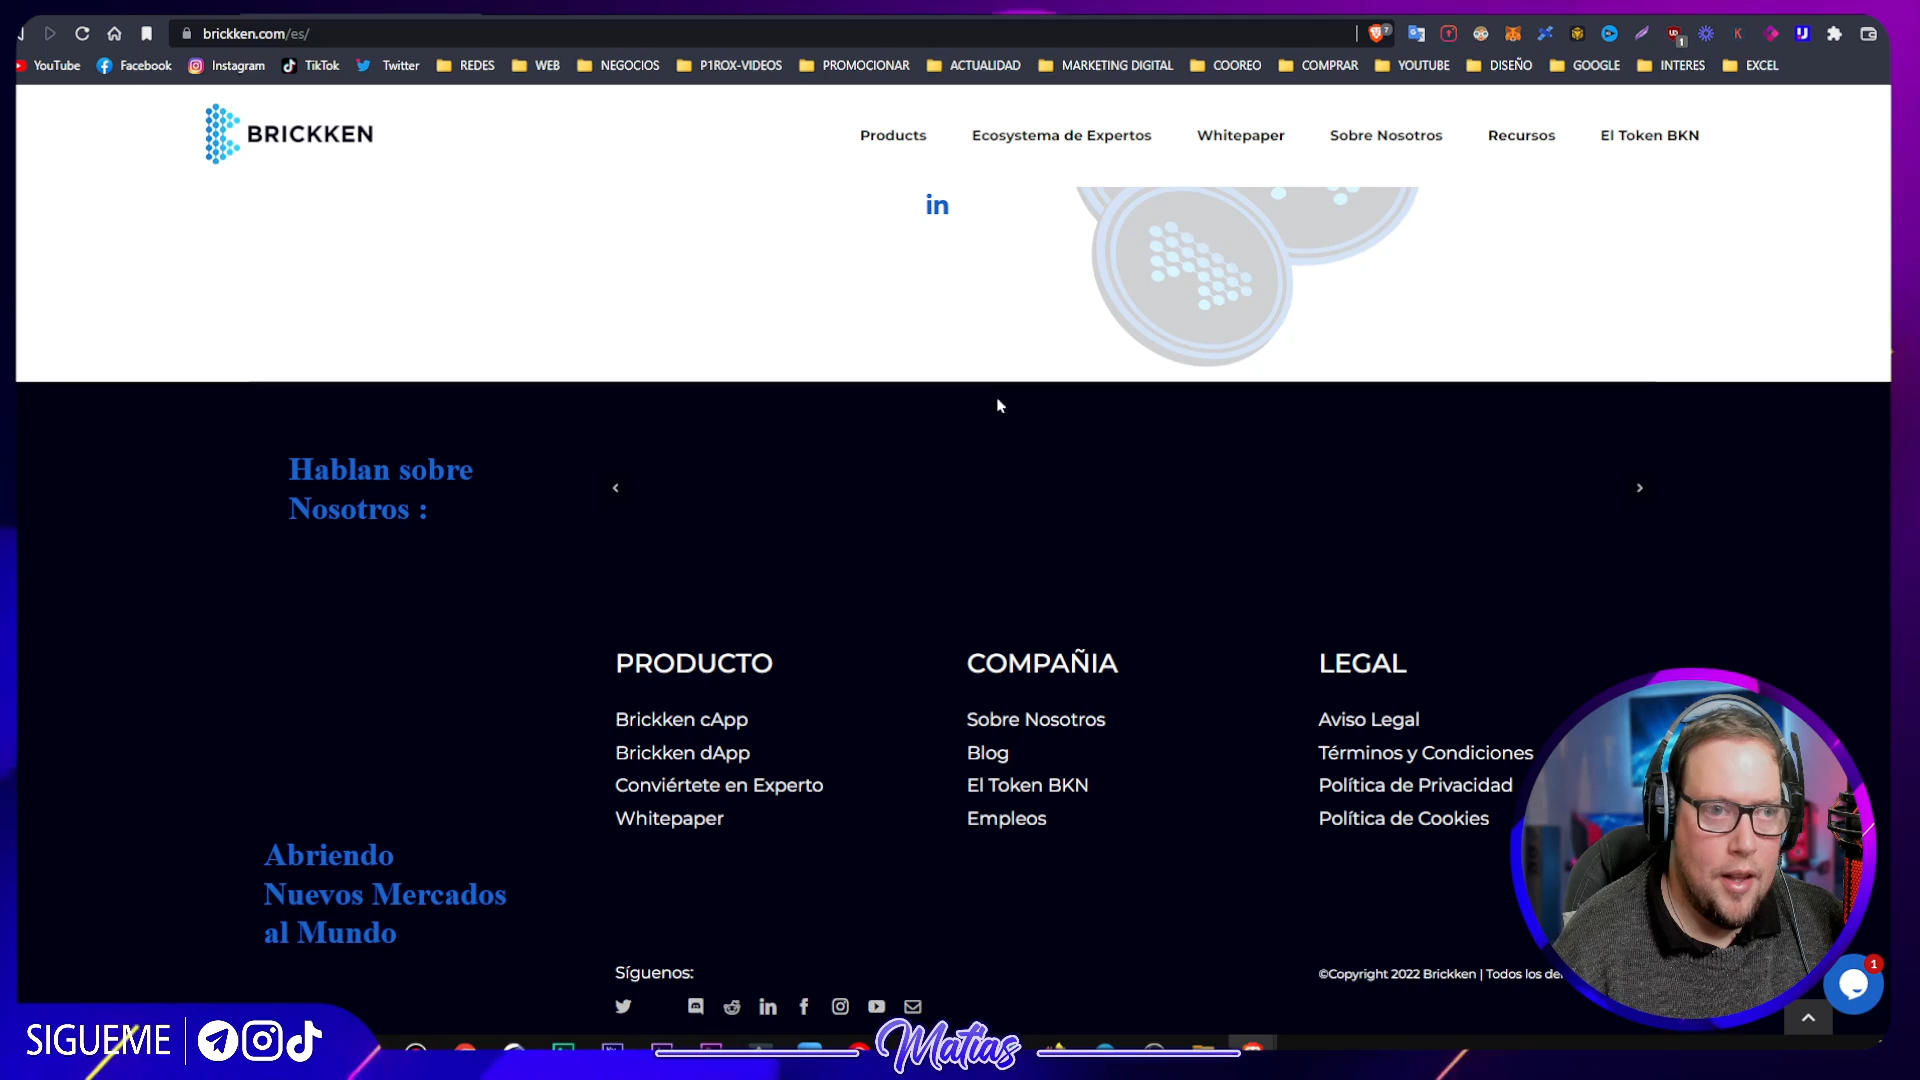 brickken.com/es/
7
1
YouTube Facebook Instagram TikTok Twitter REDES WEB NEGOCIOS P1ROX-VIDEOS PROMOCIONAR ACTUALIDAD MARKETING DIGITAL COOREO COMPRAR YOUTUBE DISEÑO GOOGLE INTERES EXCEL
BRICKKEN
Products Ecosystema de Expertos Whitepaper Sobre Nosotros Recursos El Token BKN
in
Hablan sobre
Nosotros :
PRODUCTO
Brickken cApp
Brickken dApp
Conviértete en Experto
Whitepaper
COMPAÑIA
Sobre Nosotros
Blog
El Token BKN
Empleos
LEGAL
Aviso Legal
Términos y Condiciones
Política de Privacidad
Política de Cookies
Abriendo
Nuevos Mercados
al Mundo
Síguenos:
©Copyright 2022 Brickken | Todos los
1
SIGUEME
Matias